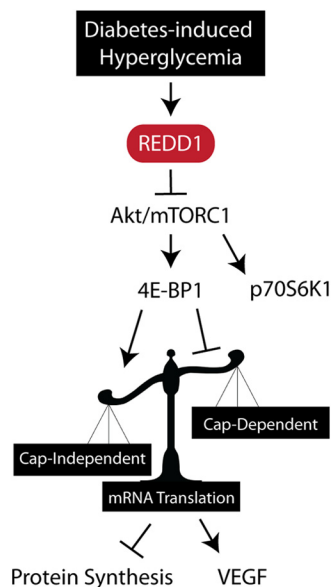 Diabetes-induced
Hyperglycemia
REDD1
Akt/mTORC1
4E-BP1
p70S6K1
Cap-Dependent
Cap-Independent
mRNA Translation
Protein Synthesis
VEGF